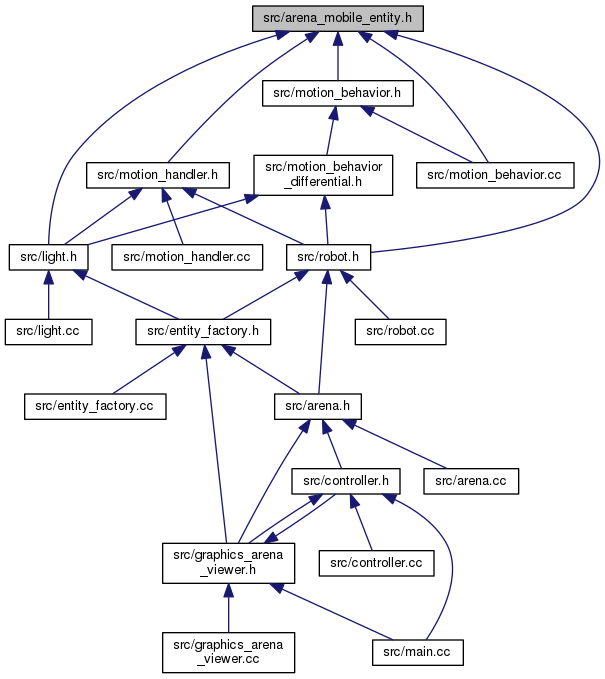 src/arena_mobile_entity.h
src/motion_behavior.h
src/motion_handler.h
src/motion_behavior
_differential.h
src/motion_behavior.cc
src/light.h
src/motion_handler.cc
src/robot.h
src/light.cc
src/entity_factory.h
src/robot.cc
src/entity_factory.cc
src/arena.h
src/controller.h
src/arena.cc
src/graphics_arena
_viewer.h
src/controller.cc
src/graphics_arena
_viewer.cc
src/main.cc